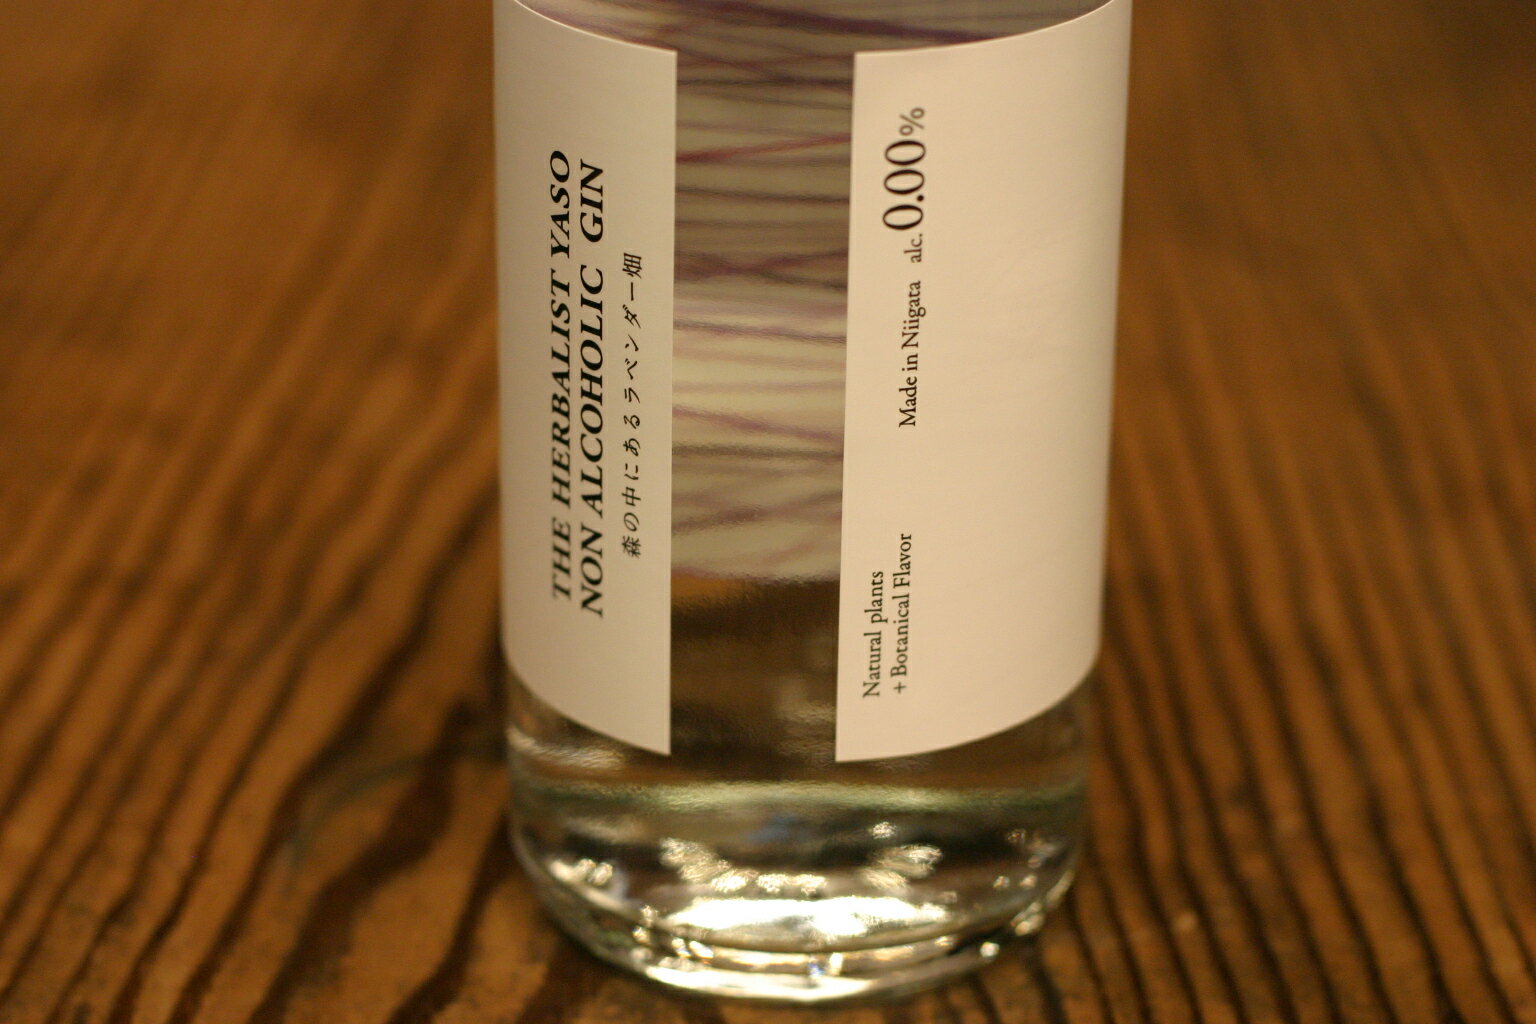 THE HERBALIST YASO
NON ALCOHOLIC GIN
森の中にあるラベンダー畑
Natural plants
+ Botanical Flavor
Made in Niigata alc. 0.00%